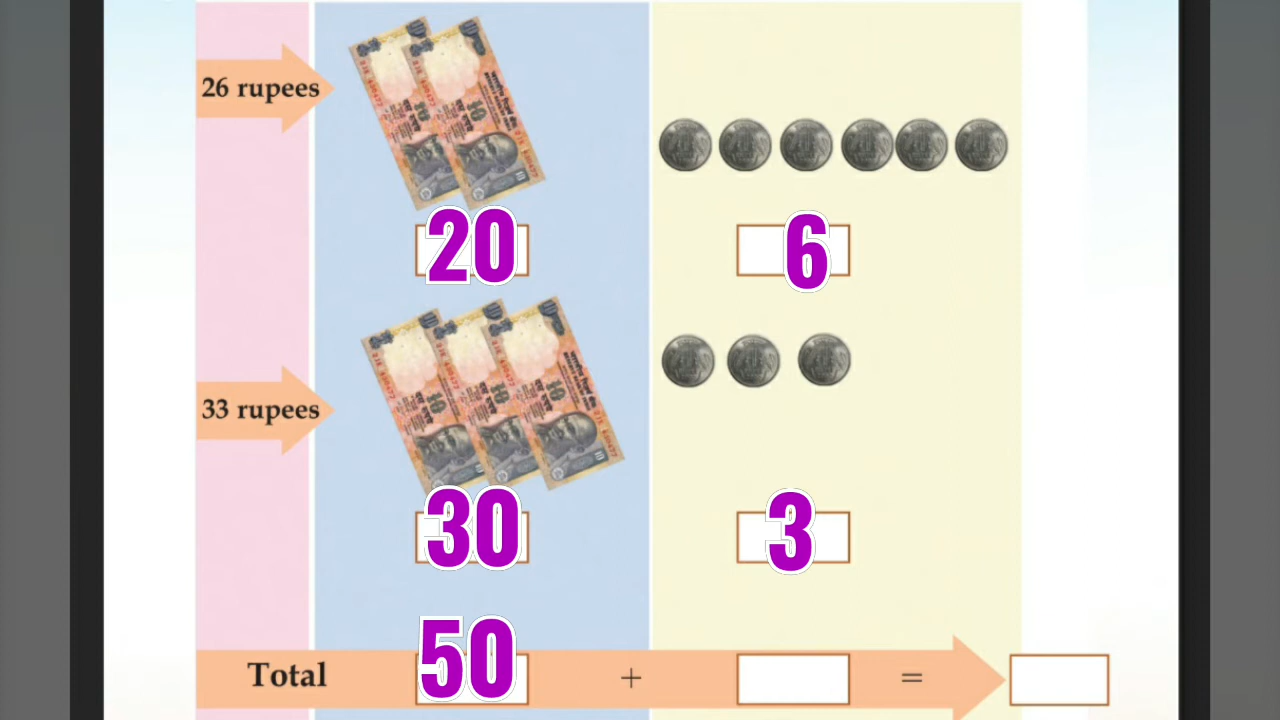 26 rupees
20 6
33 rupees
30 3
50
Total + =